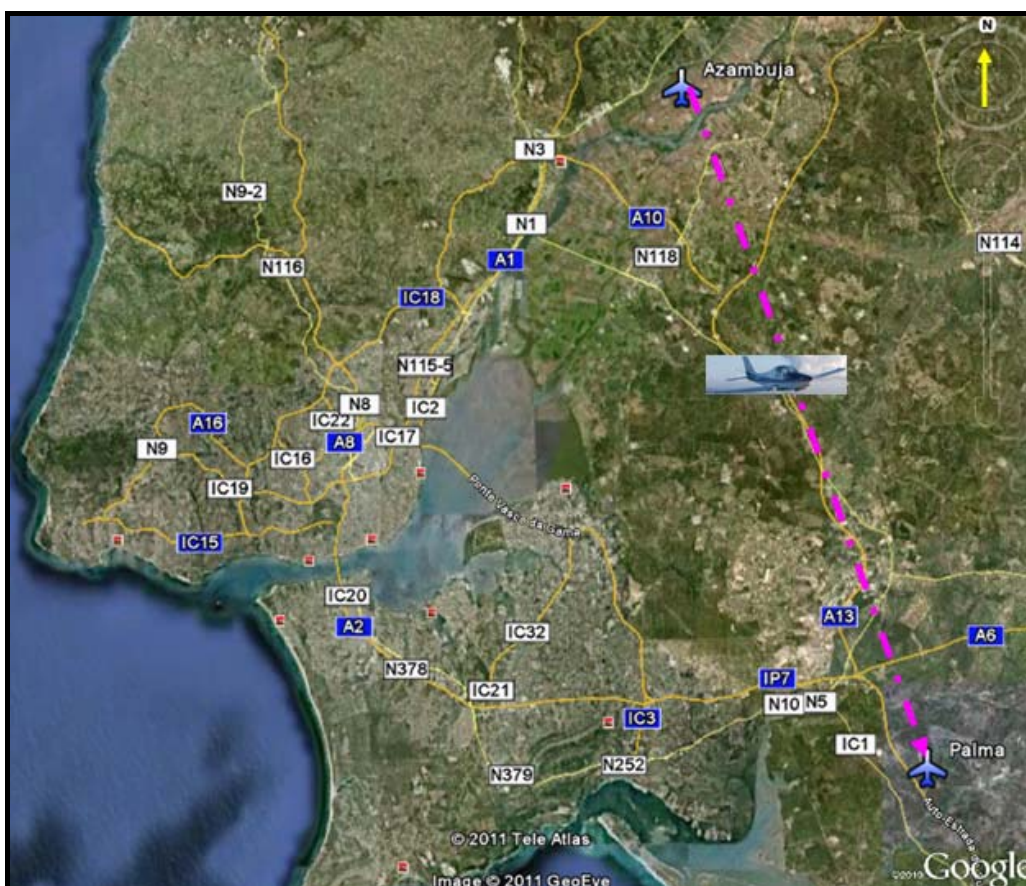 N
Azambuja
N3
N9-2
N1
A10
N118
N114
A1
N116
IC18
N115-5
N8
IC2
A16
IC22
A8
IC17
N9
IC16
IC19
Ponte Vasco da Gama
IC15
IC20
A13
A2
IC32
A6
N378
IP7
IC21
N10
N5
IC3
IC1
Palma
N252
N379
Auto-Estrada
© 2011 Tele Atlas
©2010 Google
Image © 2011 GeoEye